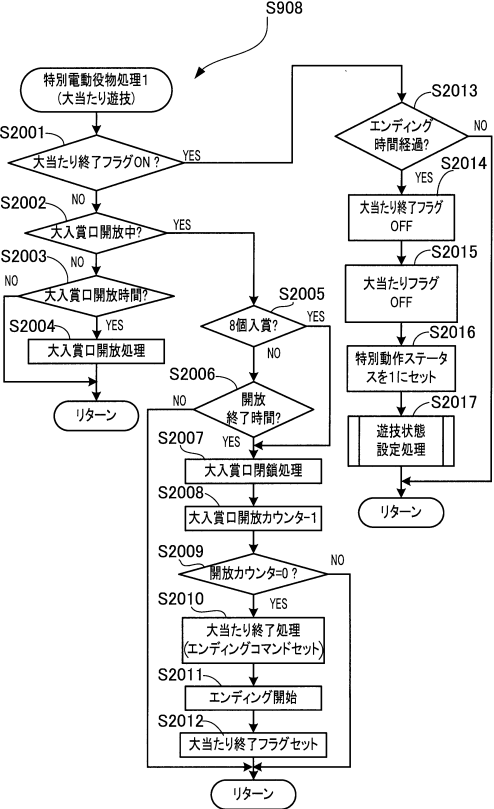 S908
特別電動役物処理1
(大当たり遊技)
S2001
大当たり終了フラグON？
YES
NO
S2002
大入賞口開放中？
YES
NO
S2003
大入賞口開放時間？
NO
YES
S2004
大入賞口開放処理
リターン
S2005
8個入賞？
YES
NO
S2006
開放
終了時間？
NO
YES
S2007
大入賞口閉鎖処理
S2008
大入賞口開放カウンター1
S2009
開放カウンタ=0？
NO
YES
S2010
大当たり終了処理
(エンディングコマンドセット)
S2011
エンディング開始
S2012
大当たり終了フラグセット
リターン
S2013
エンディング
時間経過？
NO
YES
S2014
大当たり終了フラグ
OFF
S2015
大当たりフラグ
OFF
S2016
特別動作ステータ
スを1にセット
S2017
遊技状態
設定処理
リターン